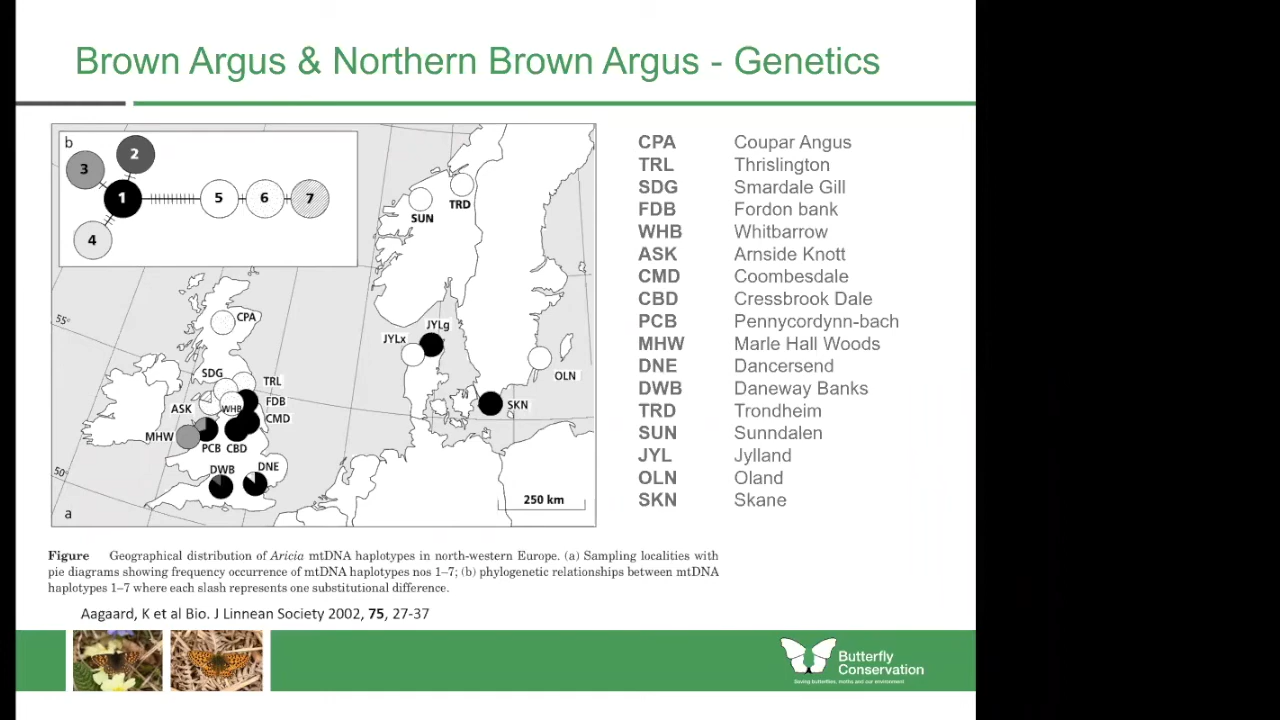 Brown Argus & Northern Brown Argus - Genetics
b
2
3
1
5
6
7
4
SUN
TRD
55°
CPA
JYLg
JYLx
SDG
TRL
OLN
FDB
ASK
WHB
SKN
CMD
MHW
PCB
CBD
50°
DWB
DNE
250 km
a
CPA Coupar Angus
TRL Thrislington
SDG Smardale Gill
FDB Fordon bank
WHB Whitbarrow
ASK Arnside Knott
CMD Coombesdale
CBD Cressbrook Dale
PCB Pennycordynn-bach
MHW Marle Hall Woods
DNE Dancersend
DWB Daneway Banks
TRD Trondheim
SUN Sunndalen
JYL Jylland
OLN Oland
SKN Skane
Figure Geographical distribution of Aricia mtDNA haplotypes in north-western Europe. (a) Sampling localities with
pie diagrams showing frequency occurrence of mtDNA haplotypes nos 1–7; (b) phylogenetic relationships between mtDNA
haplotypes 1–7 where each slash represents one substitutional difference.
Aagaard, K et al Bio. J Linnean Society 2002, 75, 27-37
Butterfly
Conservation
Saving butterflies, moths and our environment